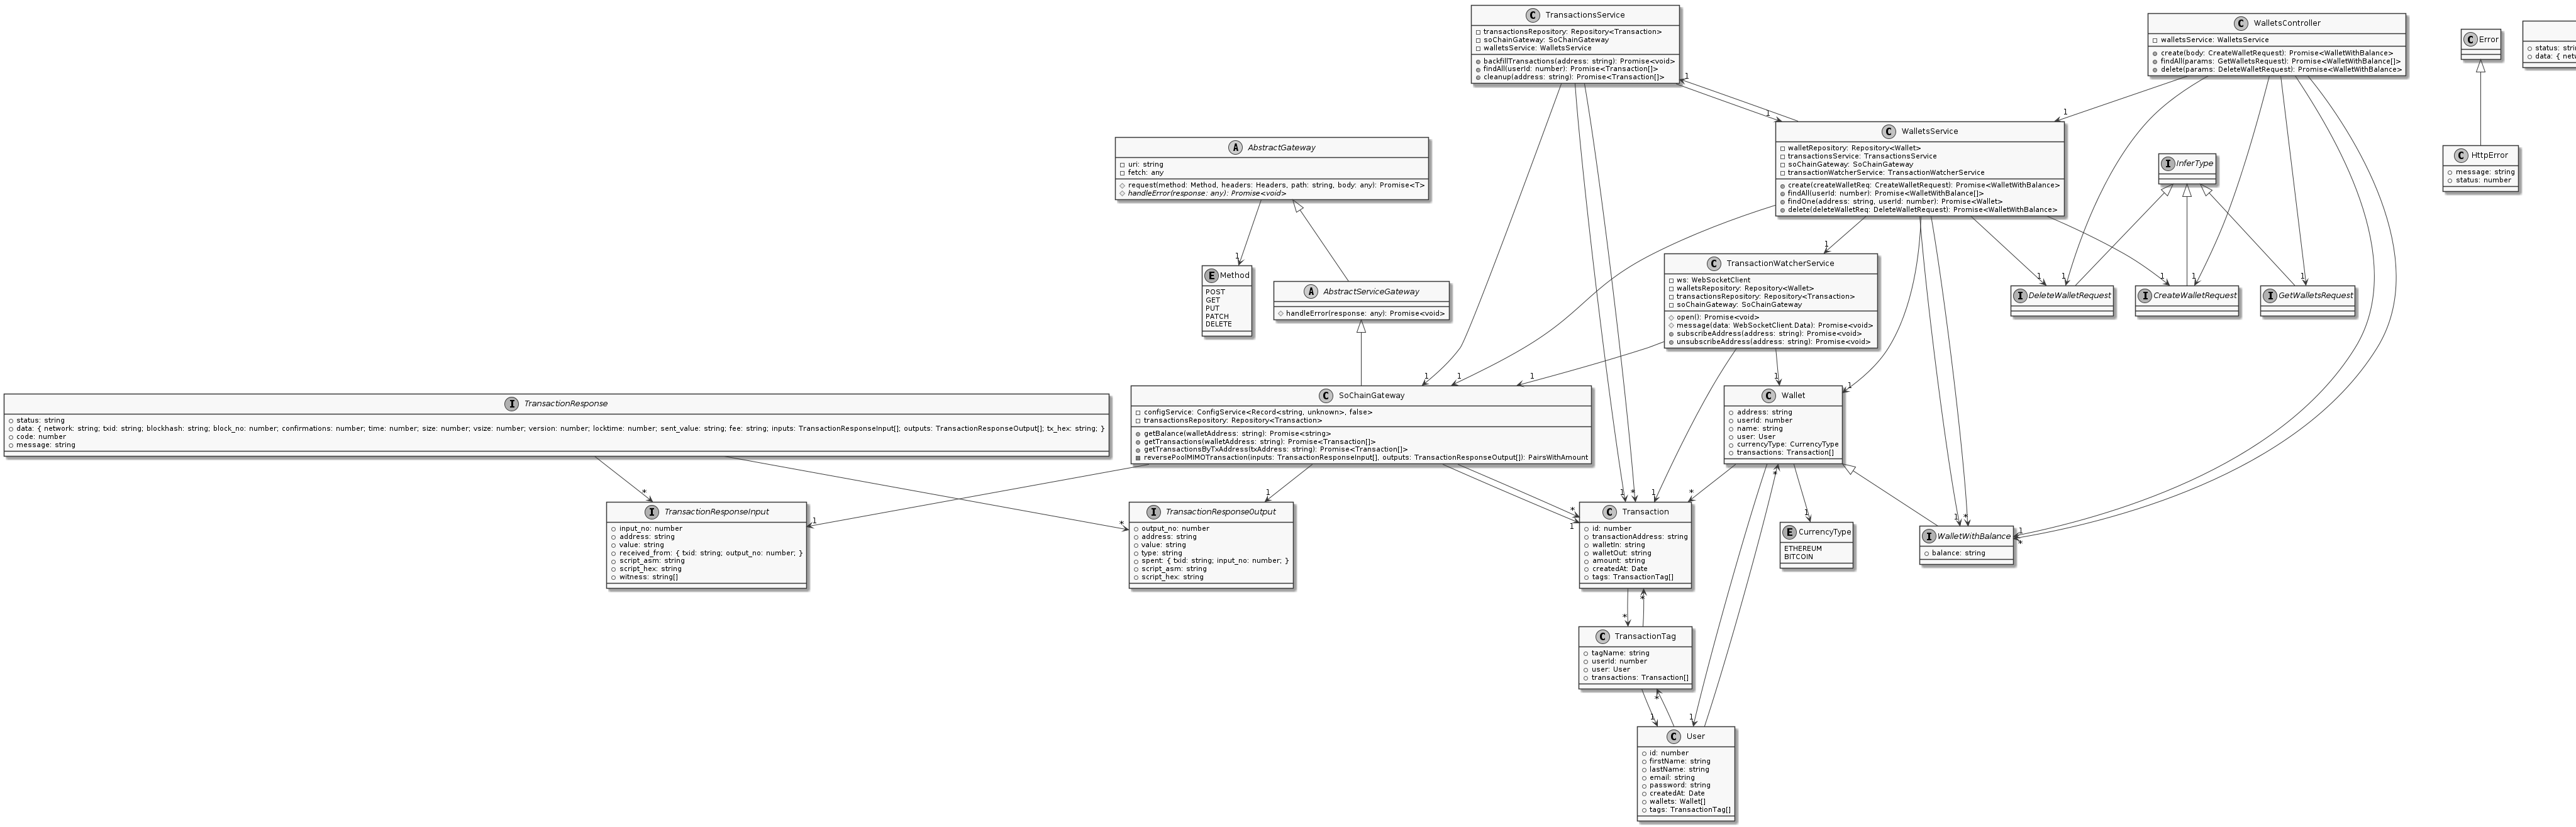 C TransactionsService
transactionsRepository: Repository<Transaction>
soChainGateway: SoChainGateway
walletsService: WalletsService
backfillTransactions(address: string): Promise<void>
findAll(userId: number): Promise<Transaction[]>
cleanup(address: string): Promise<Transaction[]>
C WalletsController
walletsService: WalletsService
create(body: CreateWalletRequest): Promise<WalletWithBalance>
findAll(params: GetWalletsRequest): Promise<WalletWithBalance[]>
delete(params: DeleteWalletRequest): Promise<WalletWithBalance>
C Error
status: strin
data: { netw
1
1
1
C WalletsService
walletRepository: Repository<Wallet>
transactionsService: TransactionsService
soChainGateway: SoChainGateway
transactionWatcherService: TransactionWatcherService
create(createWalletReq: CreateWalletRequest): Promise<WalletWithBalance>
findAll(userId: number): Promise<WalletWithBalance[]>
findOne(address: string, userId: number): Promise<Wallet>
delete(deleteWalletReq: DeleteWalletRequest): Promise<WalletWithBalance>
A AbstractGateway
uri: string
fetch: any
request(method: Method, headers: Headers, path: string, body: any): Promise<T>
handleError(response: any): Promise<void>
I InferType
C HttpError
message: string
status: number
1
1
1
1
1
1
1
E Method
POST
GET
PUT
PATCH
DELETE
A AbstractServiceGateway
handleError(response: any): Promise<void>
C TransactionWatcherService
ws: WebSocketClient
walletsRepository: Repository<Wallet>
transactionsRepository: Repository<Transaction>
soChainGateway: SoChainGateway
open(): Promise<void>
message(data: WebSocketClient.Data): Promise<void>
subscribeAddress(address: string): Promise<void>
unsubscribeAddress(address: string): Promise<void>
I DeleteWalletRequest
I CreateWalletRequest
I GetWalletsRequest
1
1
1
1
1
I TransactionResponse
status: string
data: { network: string; txid: string; blockhash: string; block_no: number; confirmations: number; time: number; size: number; vsize: number; version: number; locktime: number; sent_value: string; fee: string; inputs: TransactionResponseInput[]; outputs: TransactionResponseOutput[]; tx_hex: string; }
code: number
message: string
C SoChainGateway
configService: ConfigService<Record<string, unknown>, false>
transactionsRepository: Repository<Transaction>
getBalance(walletAddress: string): Promise<string>
getTransactions(walletAddress: string): Promise<Transaction[]>
getTransactionsByTxAddress(txAddress: string): Promise<Transaction[]>
reversePoolMIMOTransaction(inputs: TransactionResponseInput[], outputs: TransactionResponseOutput[]): PairsWithAmount
C Wallet
address: string
userId: number
name: string
user: User
currencyType: CurrencyType
transactions: Transaction[]
*
*
1
1
*
1
1
*
1
*
*
1
1
*
1
*
I TransactionResponseInput
input_no: number
address: string
value: string
received_from: { txid: string; output_no: number; }
script_asm: string
script_hex: string
witness: string[]
I TransactionResponseOutput
output_no: number
address: string
value: string
type: string
spent: { txid: string; input_no: number; }
script_asm: string
script_hex: string
C Transaction
id: number
transactionAddress: string
walletIn: string
walletOut: string
amount: string
createdAt: Date
tags: TransactionTag[]
E CurrencyType
ETHEREUM
BITCOIN
I WalletWithBalance
balance: string
*
*
C TransactionTag
tagName: string
userId: number
user: User
transactions: Transaction[]
1
*
1
C User
id: number
firstName: string
lastName: string
email: string
password: string
createdAt: Date
wallets: Wallet[]
tags: TransactionTag[]